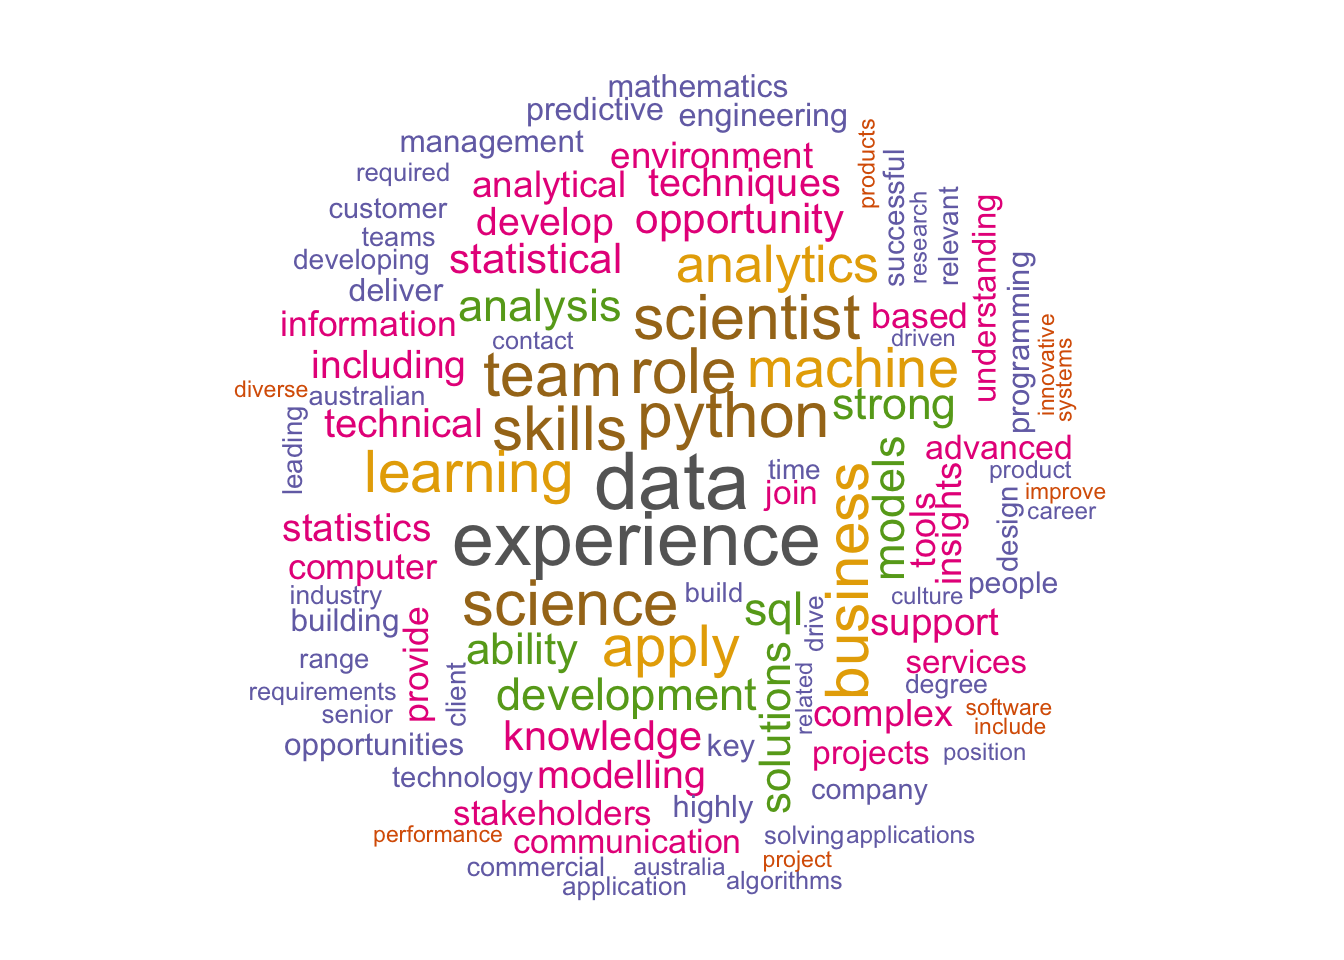 mathematics
predictive
engineering
management
environment
products
required
analytical
techniques
successful
research
relevant
understanding
customer
develop
opportunity
teams
developing
statistical
analytics
programming
deliver
analysis
scientist
based
information
contact
driven
innovative
systems
including
team
role
machine
diverse
australian
technical
skills
python
strong
leading
learning
data
time
join
models
advanced
product
tools
insights
improve
career
design
statistics
experience
business
computer
industry
science
build
sql
drive
culture
people
building
support
provide
ability
apply
range
services
requirements
client
development
solutions
related
degree
senior
complex
software
include
opportunities
knowledge
key
projects
position
technology
modelling
company
stakeholders
highly
performance
communication
solving
applications
commercial
australia
project
application
algorithms